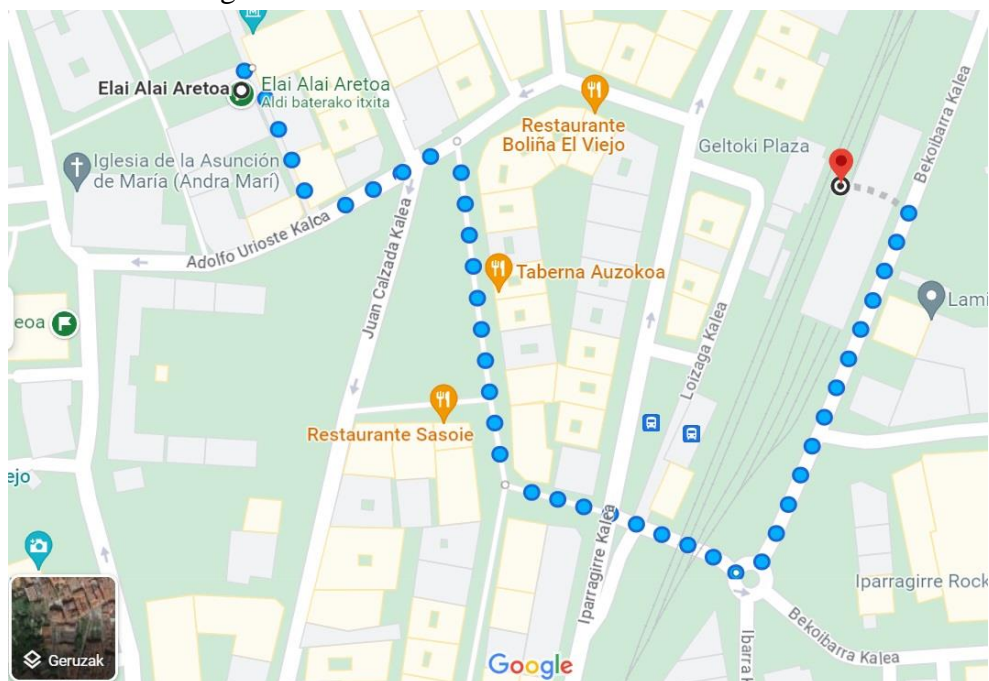 Elai Alai Aretoa
Elai Alai Aretoa
Aldi baterako itxita
Iglesia de la Asunción
de María (Andra Marí)
Restaurante
Boliña El Viejo
Geltoki Plaza
Bekoibarra Kalea
Adolfo Urioste Kalea
Juan Calzada Kalea
Taberna Auzokoa
Lami
eoa
Loizaga Kalea
Restaurante Sasoie
ejo
Iparragirre Kalea
Iparragirre Rock
Geruzak
Google
Ibarra K
Bekoibarra Kalea